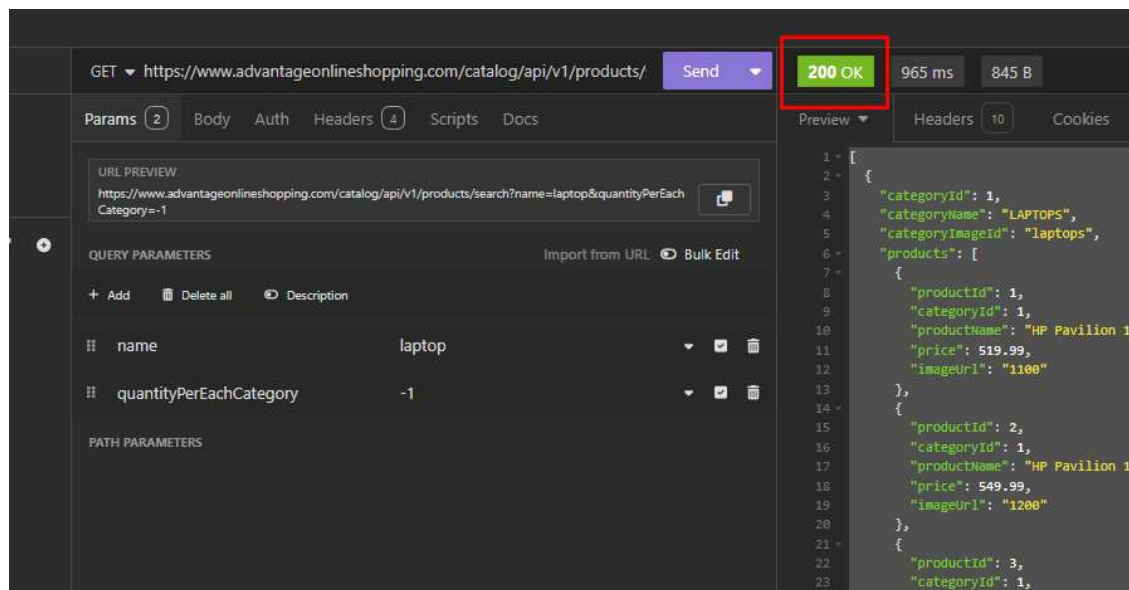 GET https://www.advantageonlineshopping.com/catalog/api/v1/products/ Send
200 OK 965 ms 845 B
Params 2 Body Auth Headers 4 Scripts Docs
Preview Headers 10 Cookies
URL PREVIEW
https://www.advantageonlineshopping.com/catalog/api/v1/products/search?name=laptop&quantityPerEach
Category=-1
QUERY PARAMETERS Import from URL Bulk Edit
+ Add Delete all Description
name laptop
quantityPerEachCategory -1
PATH PARAMETERS
1 [
2 {
3 "categoryId": 1,
4 "categoryName": "LAPTOPS",
5 "categoryImageId": "laptops",
6 "products": [
7 {
8 "productId": 1,
9 "categoryId": 1,
10 "productName": "HP Pavilion 1
11 "price": 519.99,
12 "imageUrl": "1100"
13 },
14 {
15 "productId": 2,
16 "categoryId": 1,
17 "productName": "HP Pavilion 1
18 "price": 549.99,
19 "imageUrl": "1200"
20 },
21 {
22 "productId": 3,
23 "categoryId": 1,